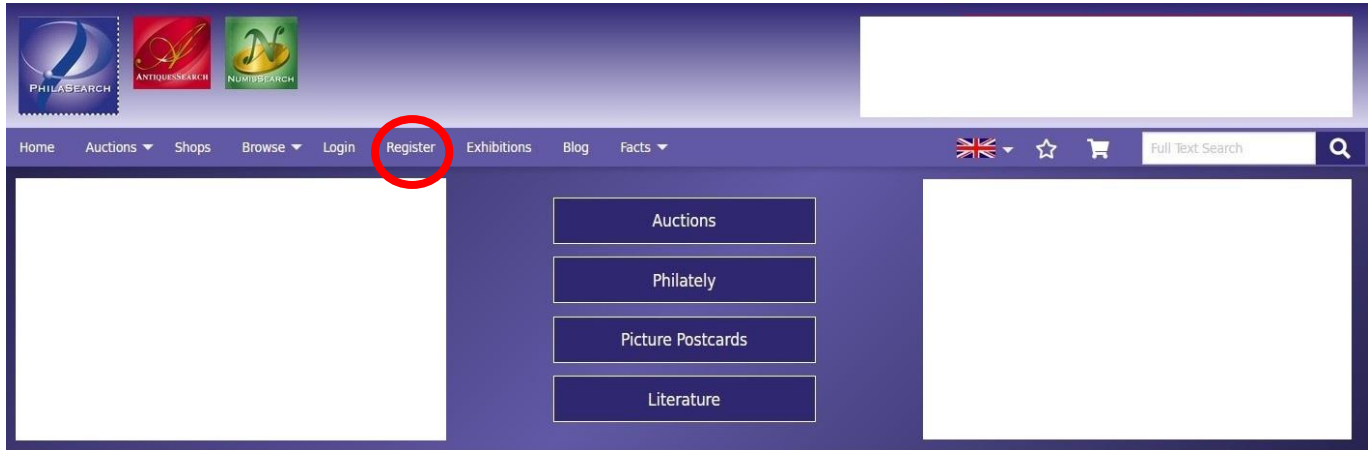 PHILASEARCH
ANTIQUESSEARCH
NUMISSEARCH
Home Auctions Shops Browse Login Register Exhibitions Blog Facts Full Text Search
Auctions
Philately
Picture Postcards
Literature